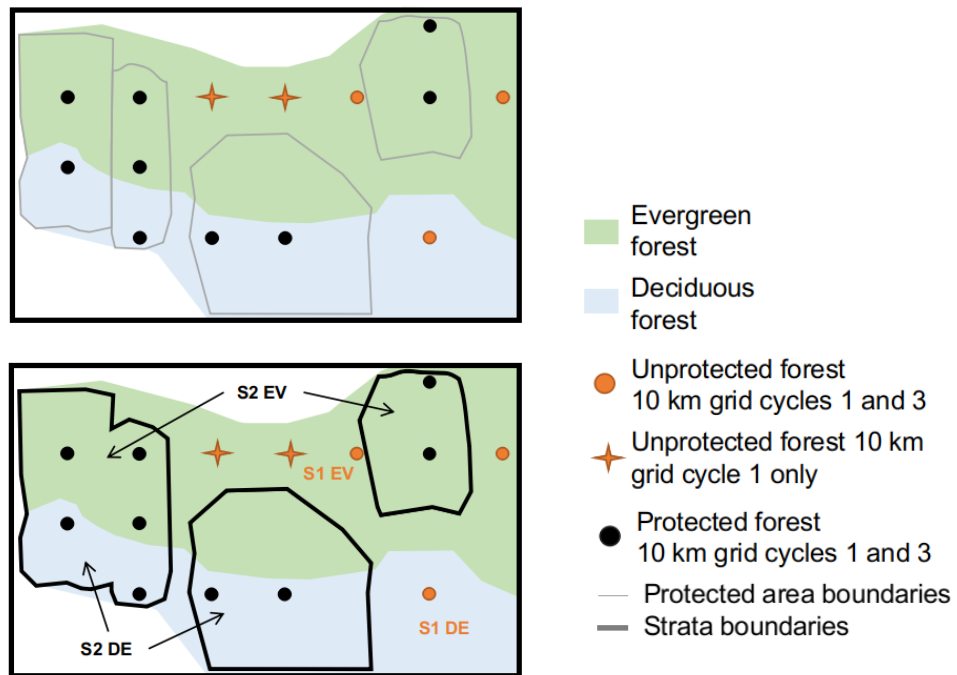 S2 EV
S1 EV
S2 DE
S1 DE
Evergreen
forest
Deciduous
forest
Unprotected forest
10 km grid cycles 1 and 3
Unprotected forest 10 km
grid cycle 1 only
Protected forest
10 km grid cycles 1 and 3
Protected area boundaries
Strata boundaries